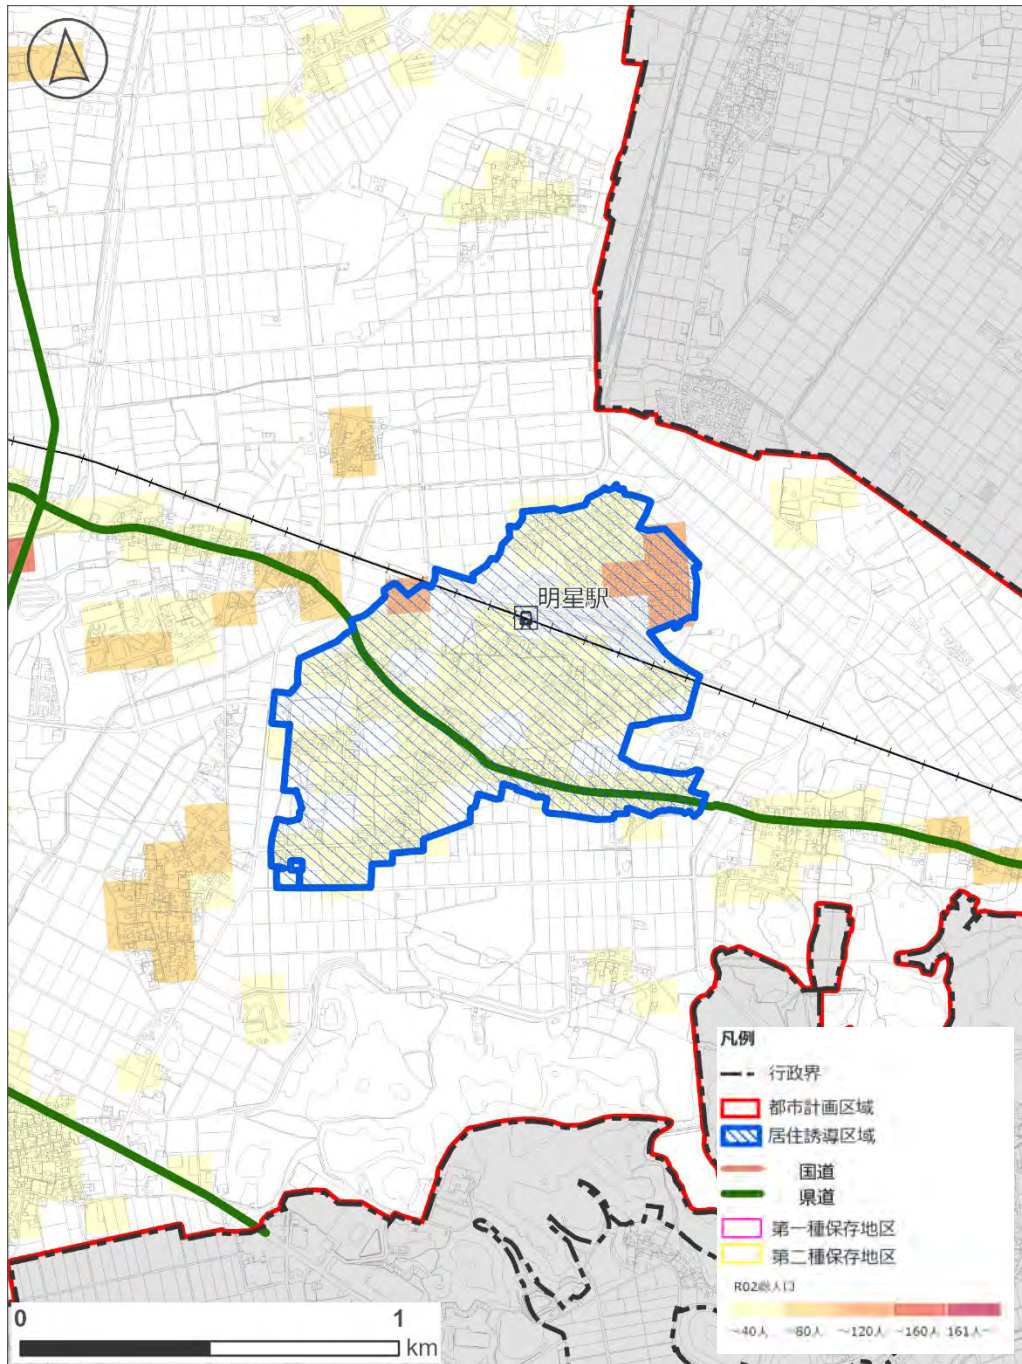 明星駅
凡例
行政界
都市計画区域
居住誘導区域
国道
県道
第一種保存地区
第二種保存地区
R02総人口
~40人 ~80人 ~120人 ~160人 161人~
0 1
km